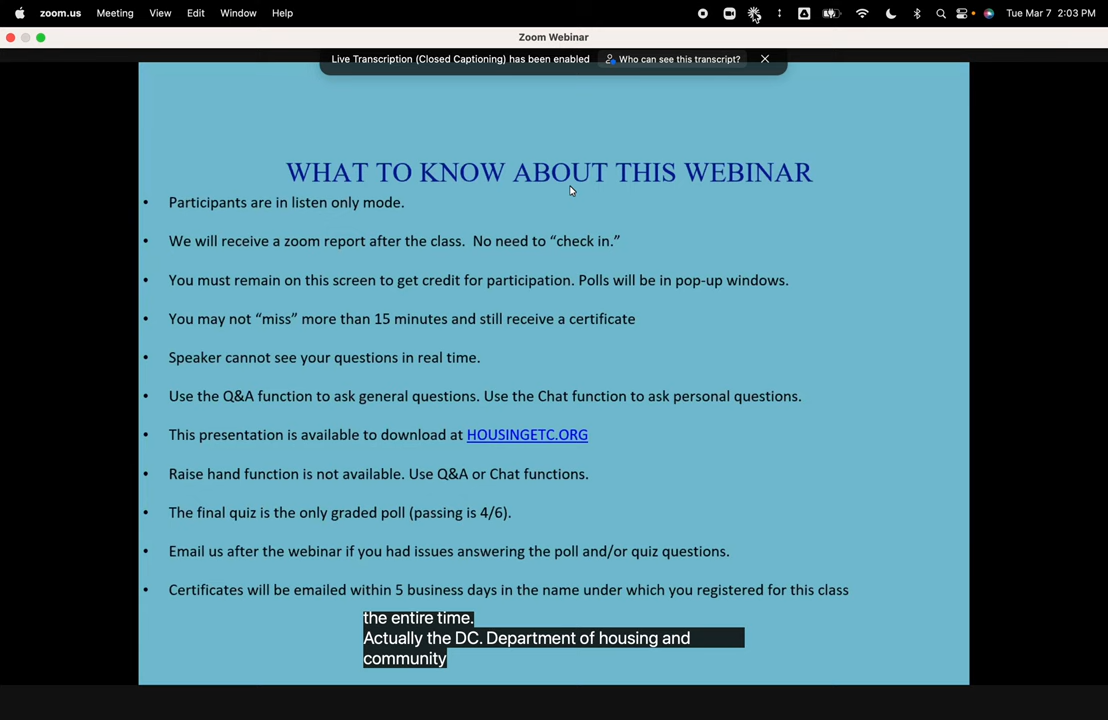 zoom.us Meeting View Edit Window Help Tue Mar 7 2:03 PM
Zoom Webinar
Live Transcription (Closed Captioning) has been enabled Who can see this transcript?
WHAT TO KNOW ABOUT THIS WEBINAR
• Participants are in listen only mode.
• We will receive a zoom report after the class. No need to “check in.”
• You must remain on this screen to get credit for participation. Polls will be in pop-up windows.
• You may not “miss” more than 15 minutes and still receive a certificate
• Speaker cannot see your questions in real time.
• Use the Q&A function to ask general questions. Use the Chat function to ask personal questions.
• This presentation is available to download at HOUSINGETC.ORG
• Raise hand function is not available. Use Q&A or Chat functions.
• The final quiz is the only graded poll (passing is 4/6).
• Email us after the webinar if you had issues answering the poll and/or quiz questions.
• Certificates will be emailed within 5 business days in the name under which you registered for this class
the entire time.
Actually the DC. Department of housing and
community